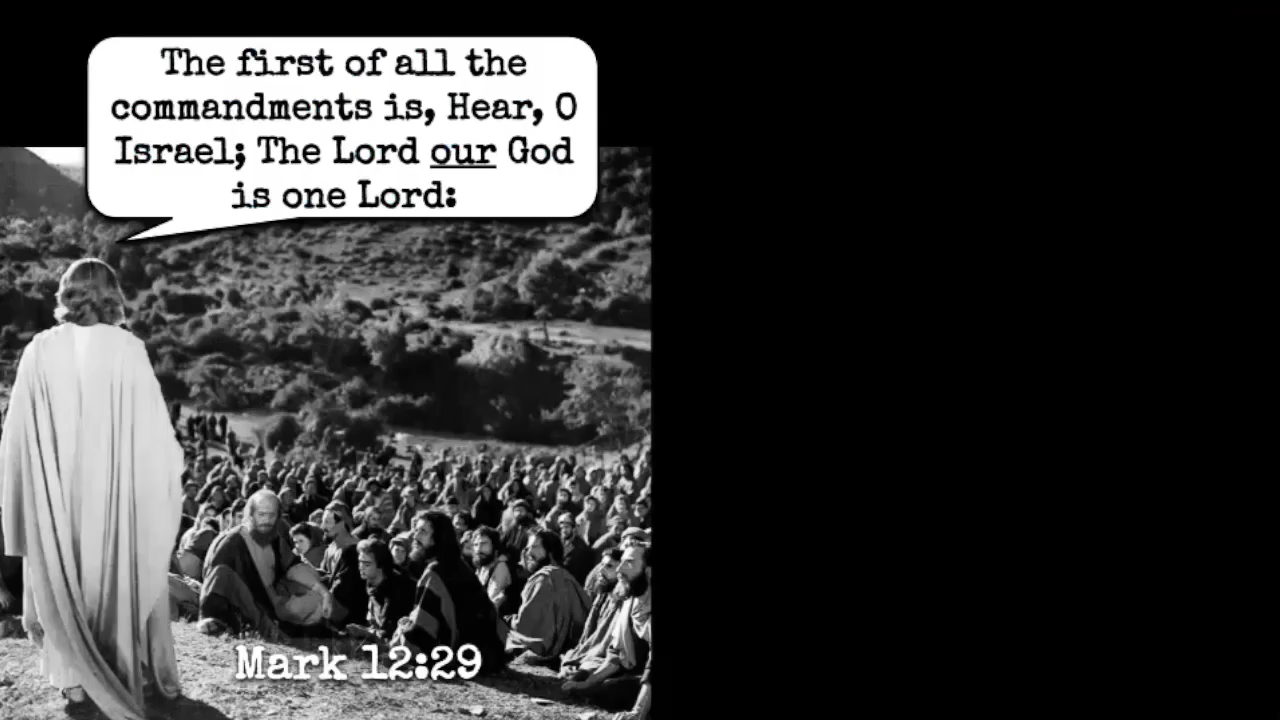 The first of all the
commandments is, Hear, O
Israel; The Lord our God
is one Lord:
Mark 12:29